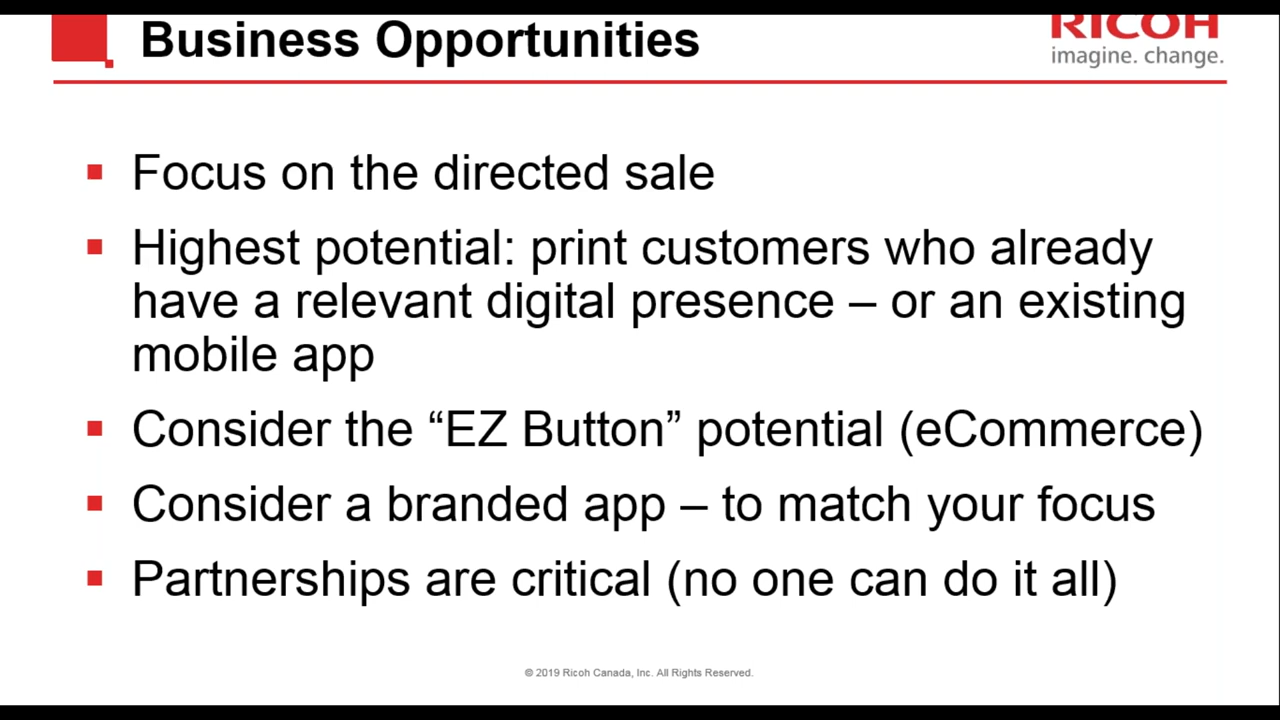 Business Opportunities
RICOH
imagine. change.
Focus on the directed sale
Highest potential: print customers who already
have a relevant digital presence – or an existing
mobile app
Consider the “EZ Button” potential (eCommerce)
Consider a branded app – to match your focus
Partnerships are critical (no one can do it all)
© 2019 Ricoh Canada, Inc. All Rights Reserved.